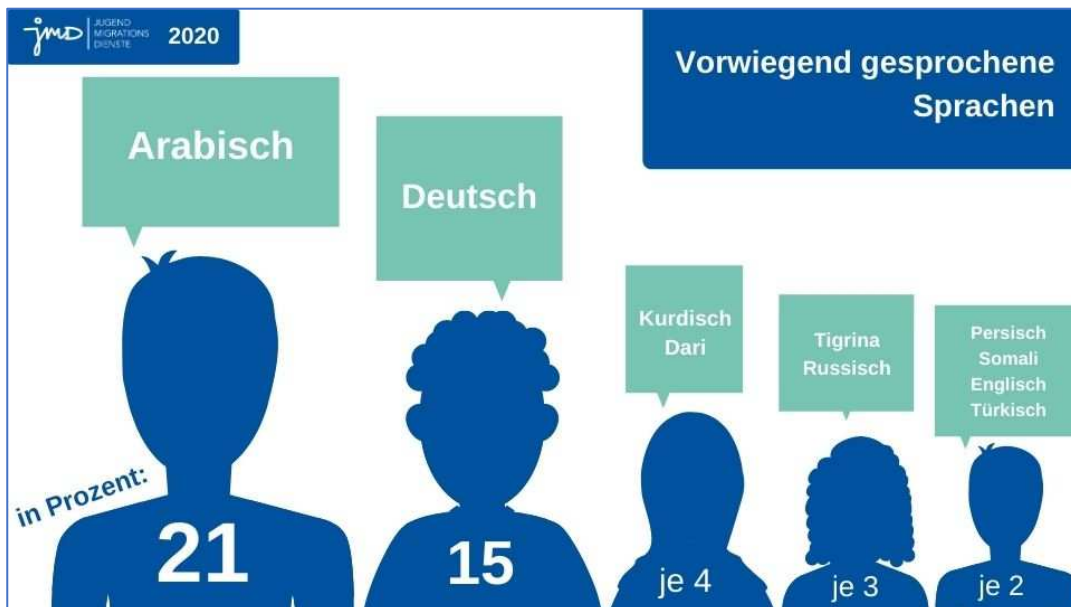 jmD
JUGEND
MIGRATIONS
DIENSTE
2020
Vorwiegend gesprochene
Sprachen
Arabisch
Deutsch
Kurdisch
Dari
Tigrina
Russisch
Persisch
Somali
Englisch
Türkisch
in Prozent:
21
15
je 4
je 3
je 2